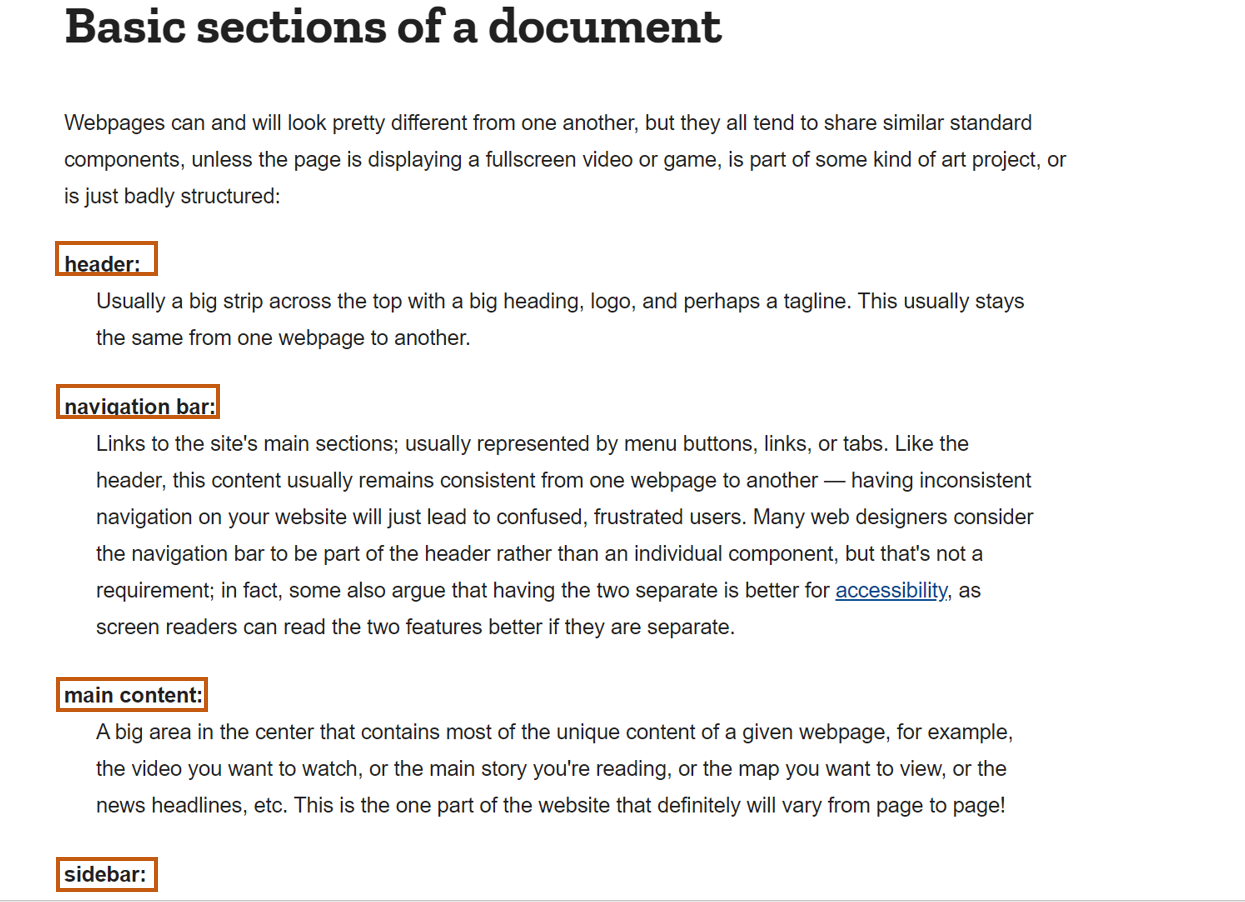 Basic sections of a document
Webpages can and will look pretty different from one another, but they all tend to share similar standard
components, unless the page is displaying a fullscreen video or game, is part of some kind of art project, or
is just badly structured:
header:
Usually a big strip across the top with a big heading, logo, and perhaps a tagline. This usually stays
the same from one webpage to another.
navigation bar:
Links to the site's main sections; usually represented by menu buttons, links, or tabs. Like the
header, this content usually remains consistent from one webpage to another — having inconsistent
navigation on your website will just lead to confused, frustrated users. Many web designers consider
the navigation bar to be part of the header rather than an individual component, but that's not a
requirement; in fact, some also argue that having the two separate is better for accessibility, as
screen readers can read the two features better if they are separate.
main content:
A big area in the center that contains most of the unique content of a given webpage, for example,
the video you want to watch, or the main story you're reading, or the map you want to view, or the
news headlines, etc. This is the one part of the website that definitely will vary from page to page!
sidebar: